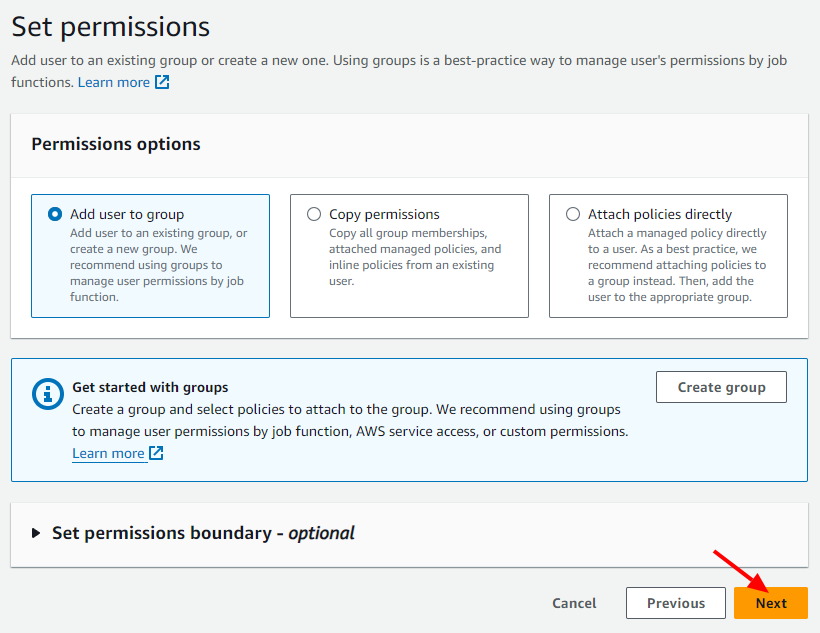 Set permissions
Add user to an existing group or create a new one. Using groups is a best-practice way to manage user's permissions by job
functions. Learn more
Permissions options
Add user to group
Add user to an existing group, or
create a new group. We
recommend using groups to
manage user permissions by job
function.
Copy permissions
Copy all group memberships,
attached managed policies, and
inline policies from an existing
user.
Attach policies directly
Attach a managed policy directly
to a user. As a best practice, we
recommend attaching policies to
a group instead. Then, add the
user to the appropriate group.
Get started with groups
Create a group and select policies to attach to the group. We recommend using groups
to manage user permissions by job function, AWS service access, or custom permissions.
Learn more
Create group
Set permissions boundary - optional
Cancel
Previous
Next